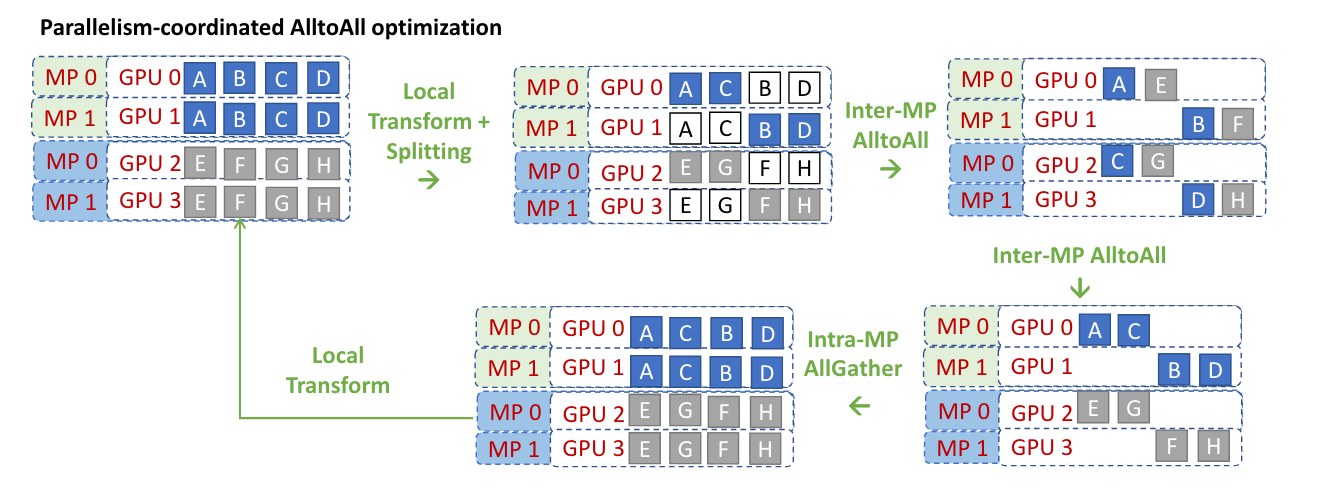 Parallelism-coordinated AlltoAll optimization
MP 0 GPU 0 A B C D
MP 1 GPU 1 A B C D
MP 0 GPU 2 E F G H
MP 1 GPU 3 E F G H
Local
Transform +
Splitting
MP 0 GPU 0 A C B D
MP 1 GPU 1 A C B D
MP 0 GPU 2 E G F H
MP 1 GPU 3 E G F H
Inter-MP
AlltoAll
MP 0 GPU 0 A E
MP 1 GPU 1 B F
MP 0 GPU 2 C G
MP 1 GPU 3 D H
Inter-MP AlltoAll
MP 0 GPU 0 A C
MP 1 GPU 1 B D
MP 0 GPU 2 E G
MP 1 GPU 3 F H
Intra-MP
AllGather
MP 0 GPU 0 A C B D
MP 1 GPU 1 A C B D
MP 0 GPU 2 E G F H
MP 1 GPU 3 E G F H
Local
Transform